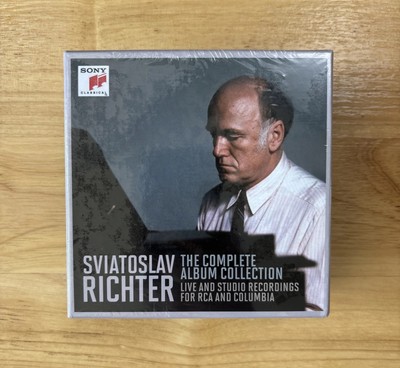 SONY
CLASSICAL
SVIATOSLAV
RICHTER
THE COMPLETE
ALBUM COLLECTION
LIVE AND STUDIO RECORDINGS
FOR RCA AND COLUMBIA